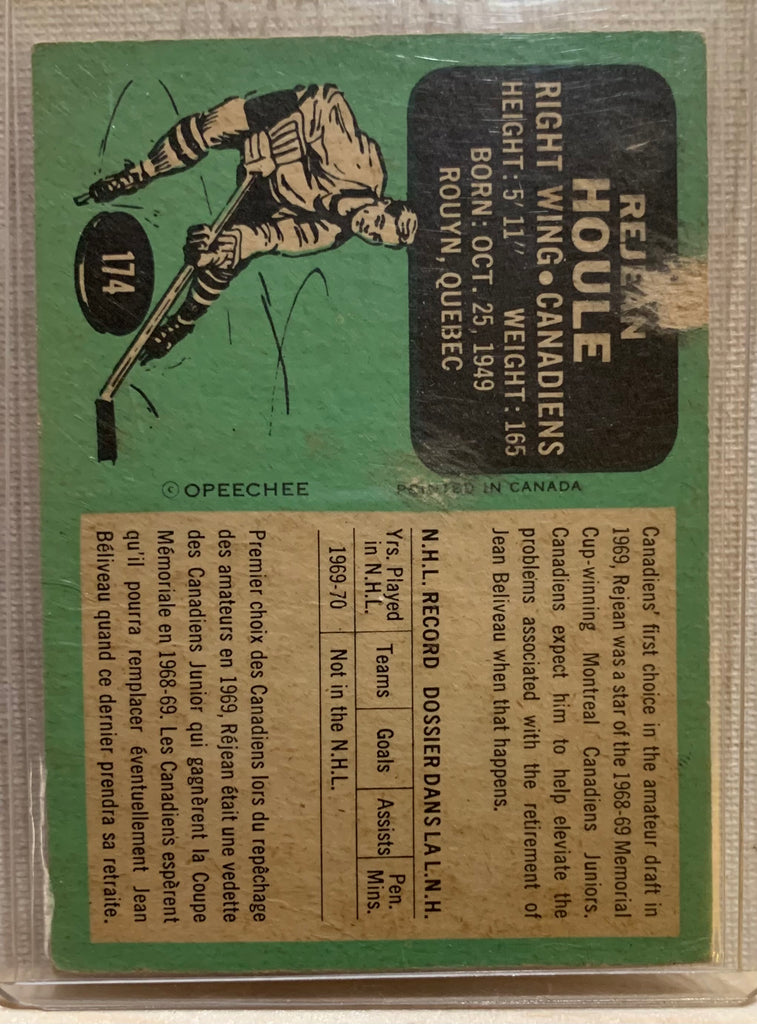 REJEAN
HOULE
RIGHT WING • CANADIENS
HEIGHT: 5' 11" WEIGHT: 165
BORN: OCT. 25, 1949
ROUYN, QUEBEC
174
© OPEECHEE PRINTED IN CANADA
Canadiens' first choice in the amateur draft in
1969, Rejean was a star of the 1968-69 Memorial
Cup-winning Montreal Canadiens Juniors.
Canadiens expect him to help eleviate the
problems associated with the retirement of
Jean Beliveau when that happens.
N.H.L. RECORD DOSSIER DANS LA L.N.H.
Yrs. Played in N.H.L. Teams Goals Assists Pen. Mins.
1969-70 Not in the N.H.L.
Premier choix des Canadiens lors du repêchage
des amateurs en 1969, Réjean était une vedette
des Canadiens Junior qui gagnèrent la Coupe
Mémoriale en 1968-69. Les Canadiens espèrent
qu'il pourra remplacer éventuellement Jean
Béliveau quand ce dernier prendra sa retraite.